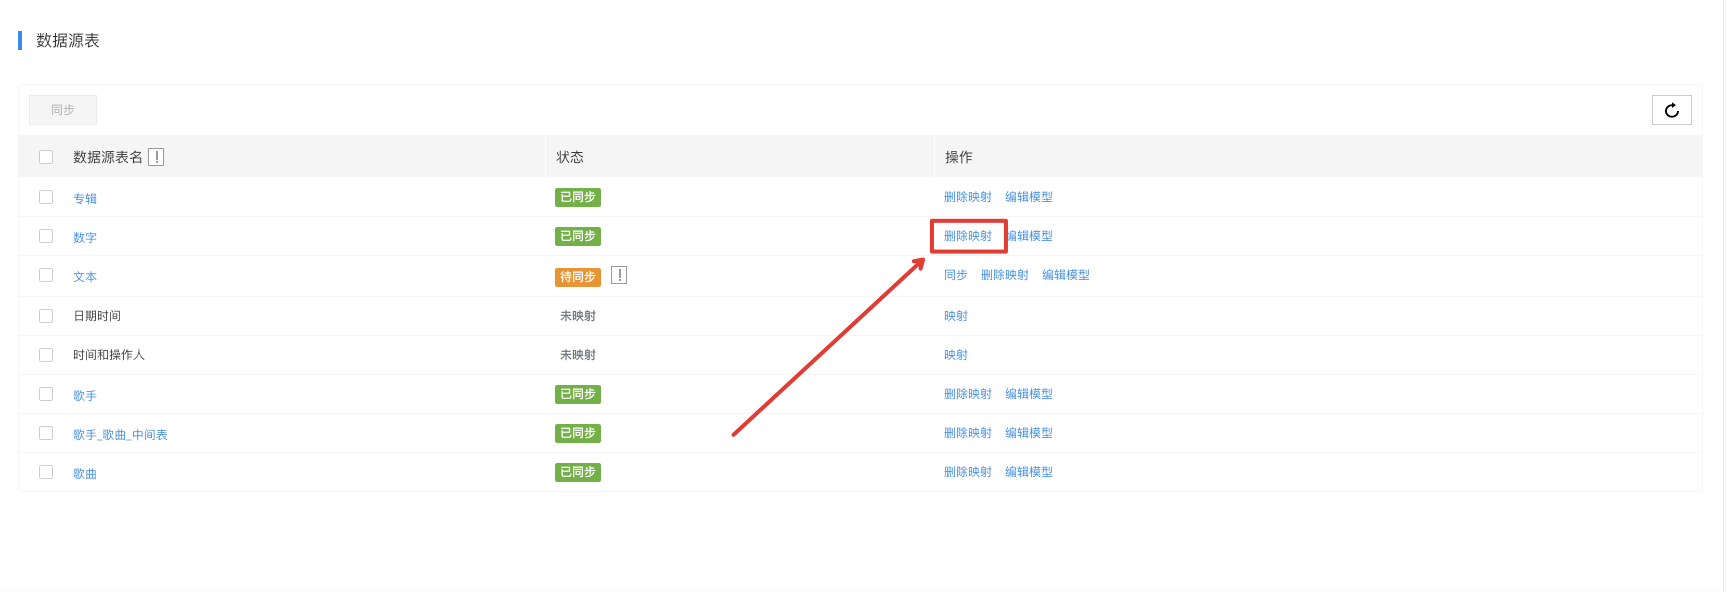 数据源表
同步
数据源表名 状态 操作
专辑 已同步 删除映射 编辑模型
数字 已同步 删除映射 编辑模型
文本 待同步 同步 删除映射 编辑模型
日期时间 未映射 映射
时间和操作人 未映射 映射
歌手 已同步 删除映射 编辑模型
歌手_歌曲_中间表 已同步 删除映射 编辑模型
歌曲 已同步 删除映射 编辑模型